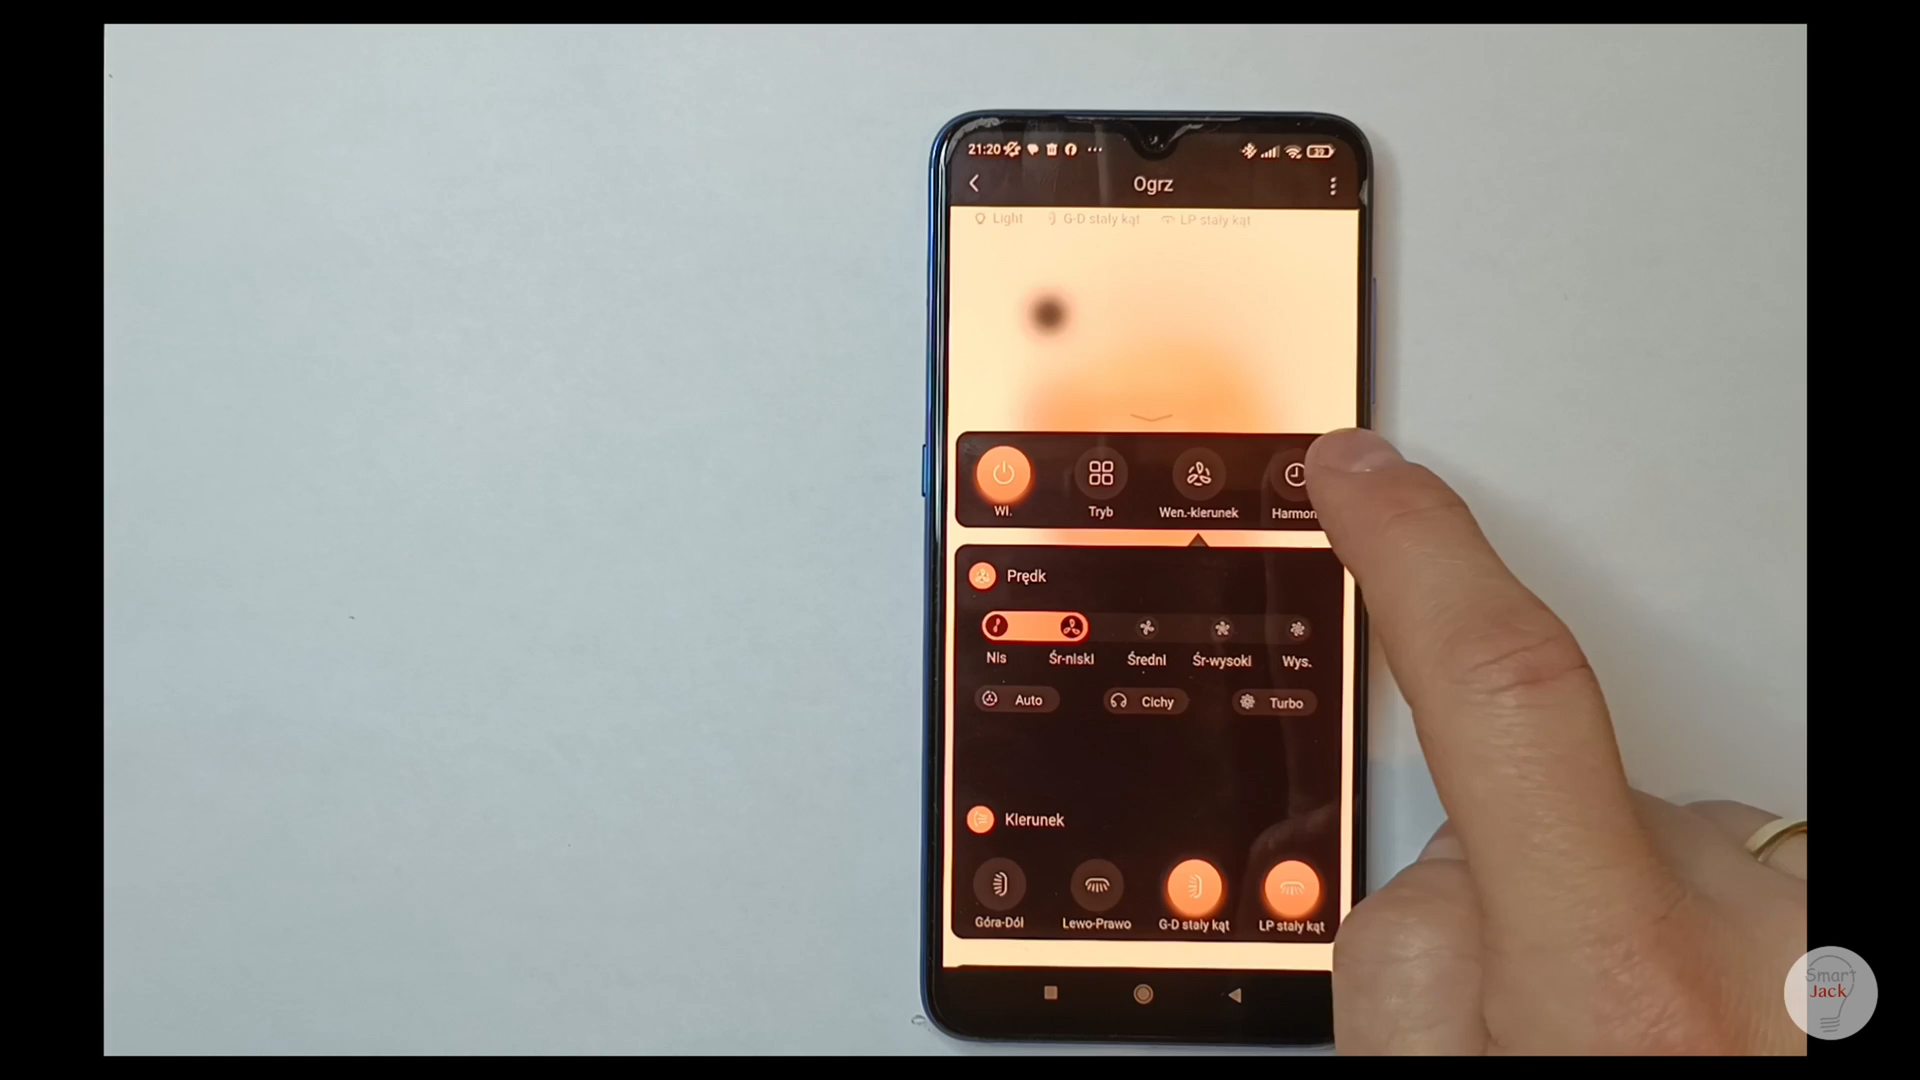 21:20
39
Ogrz
Light G-D stały kąt LP stały kąt
Wł. Tryb Wen.-kierunek Harmon
Prędk
Nis Śr-niski Średni Śr-wysoki Wys.
Auto Cichy Turbo
Kierunek
Góra-Dół Lewo-Prawo G-D stały kąt LP stały kąt
Smart
Jack